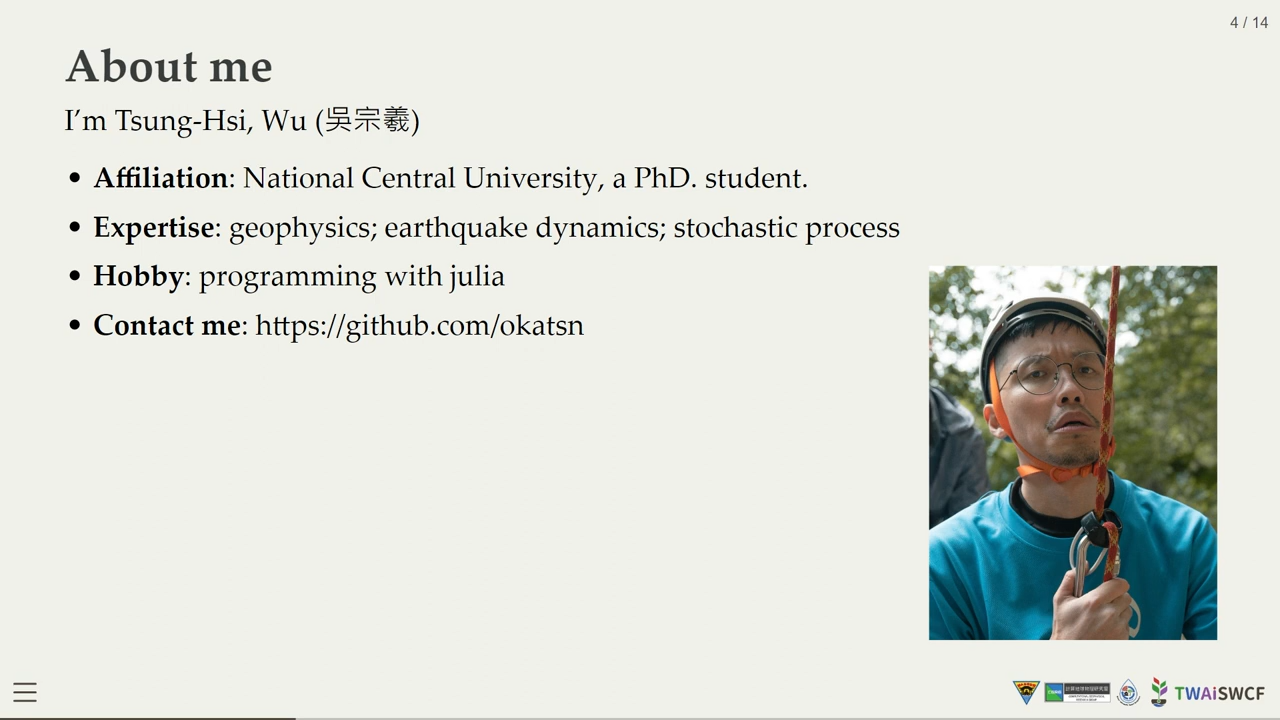 4 / 14
About me
I'm Tsung-Hsi, Wu (吳宗羲)
• Affiliation: National Central University, a PhD. student.
• Expertise: geophysics; earthquake dynamics; stochastic process
• Hobby: programming with julia
• Contact me: https://github.com/okatsn
TWAiSWCF